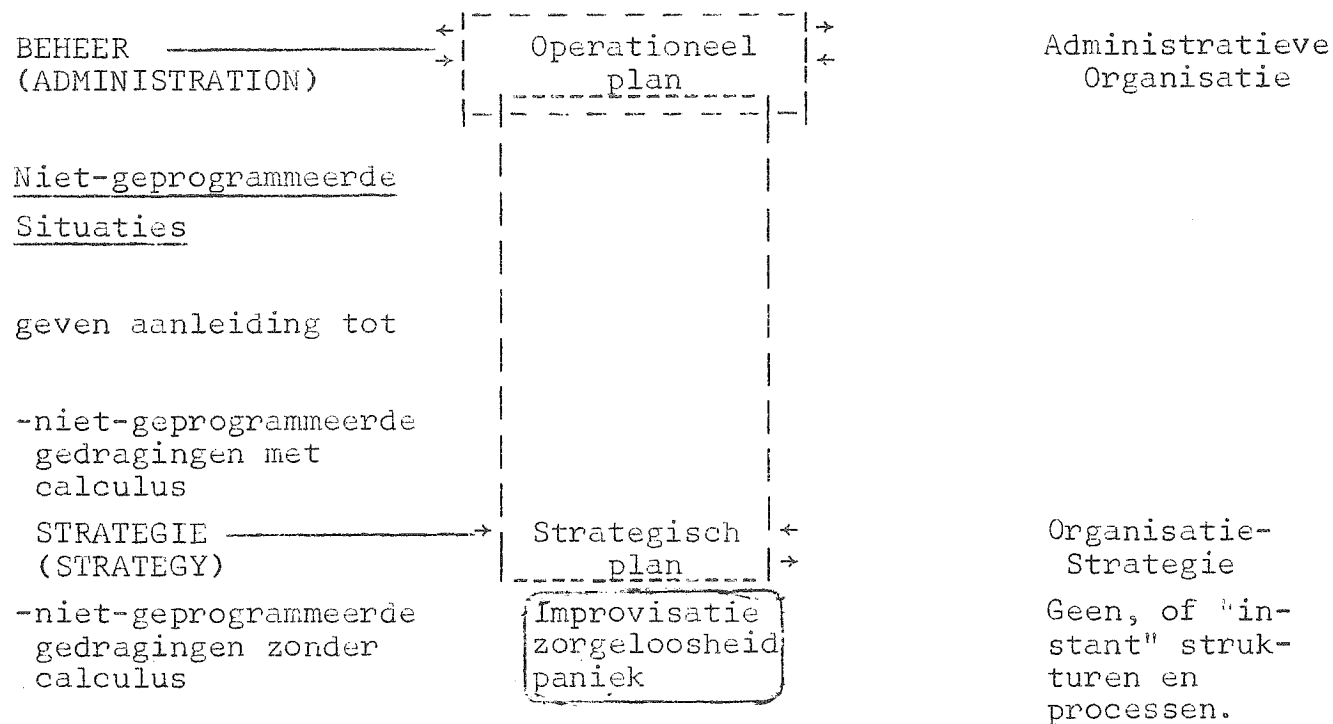 BEHEER
(ADMINISTRATION)
Operationeel
plan
Administratieve
Organisatie
Niet-geprogrammeerde
Situaties
geven aanleiding tot
-niet-geprogrammeerde
gedragingen met
calculus
STRATEGIE
(STRATEGY)
Strategisch
plan
Organisatie-
Strategie
-niet-geprogrammeerde
gedragingen zonder
calculus
Improvisatie
zorgeloosheid
paniek
Geen, of "in-
stant" struk-
turen en
processen.